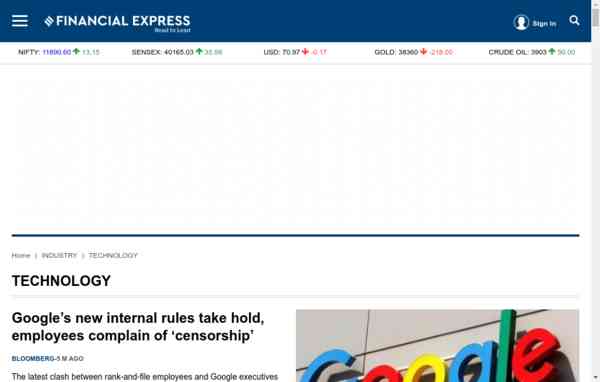 FINANCIAL EXPRESS
Read to Lead
Sign In
NIFTY: 11890.60 13.15 SENSEX: 40165.03 35.98 USD: 70.97 -0.17 GOLD: 38360 -218.00 CRUDE OIL: 3903 50.00
Home | INDUSTRY | TECHNOLOGY
TECHNOLOGY
Google's new internal rules take hold,
employees complain of ‘censorship’
BLOOMBERG-5 M AGO
The latest clash between rank-and-file employees and Google executives
Google